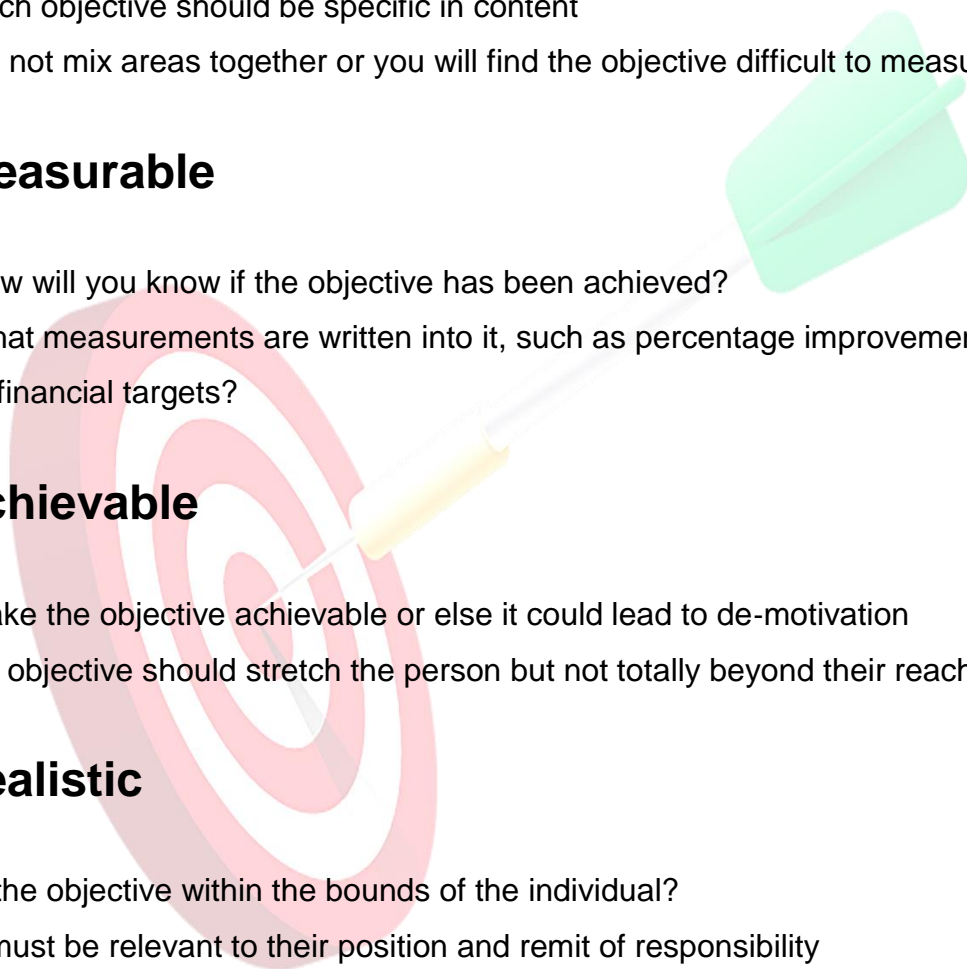 ch objective should be specific in content
not mix areas together or you will find the objective difficult to measu
easurable
w will you know if the objective has been achieved?
hat measurements are written into it, such as percentage improvemen
financial targets?
chievable
ake the objective achievable or else it could lead to de-motivation
objective should stretch the person but not totally beyond their reach
ealistic
the objective within the bounds of the individual?
must be relevant to their position and remit of responsibility